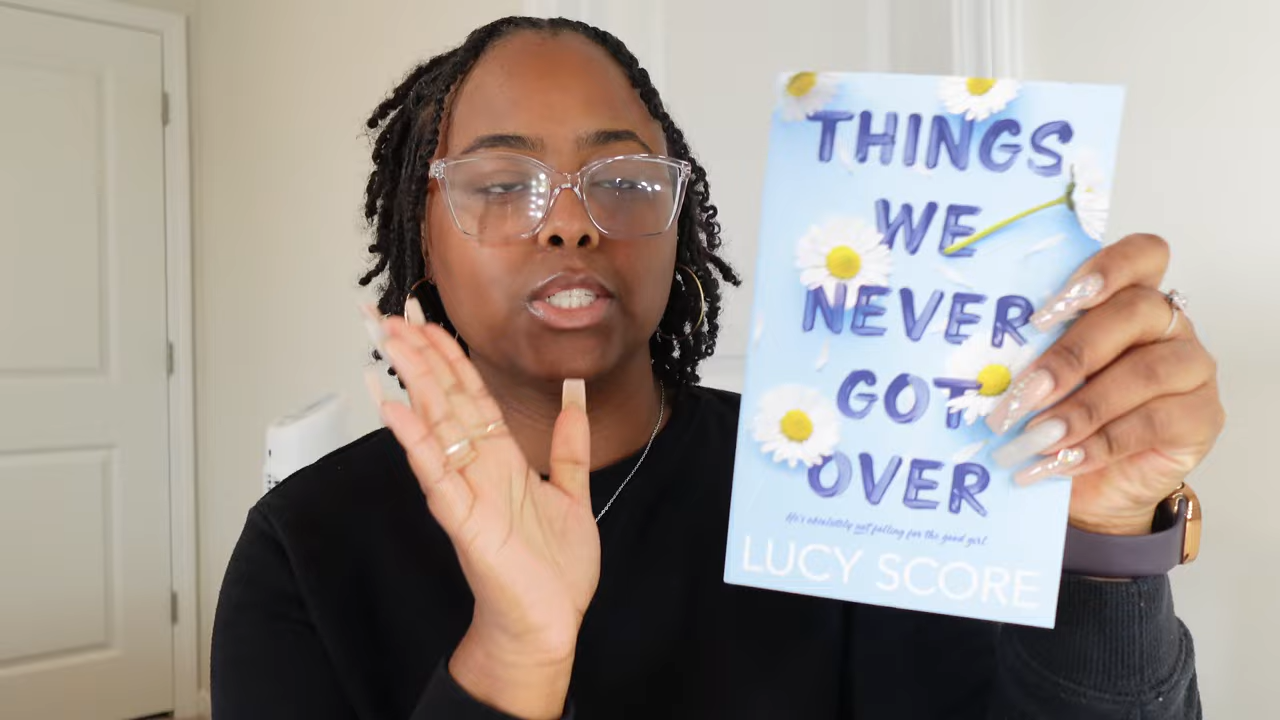 THINGS
WE
NEVER
GOT
OVER
He's absolutely not falling for the good girl.
LUCY SCORE